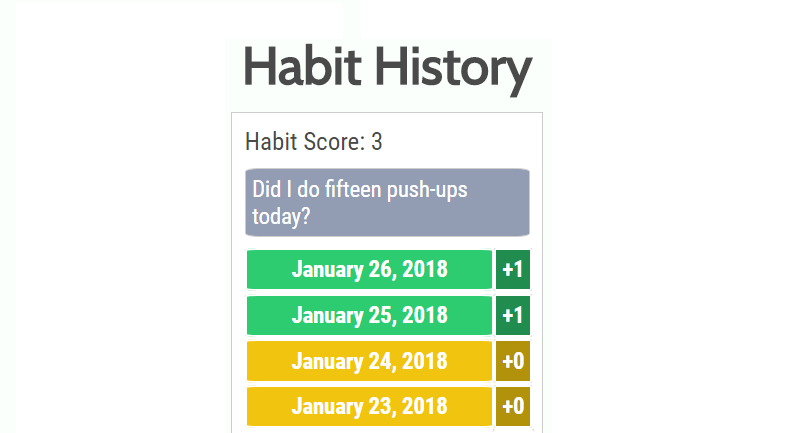 Habit History
Habit Score: 3
Did I do fifteen push-ups
today?
January 26, 2018 +1
January 25, 2018 +1
January 24, 2018 +0
January 23, 2018 +0